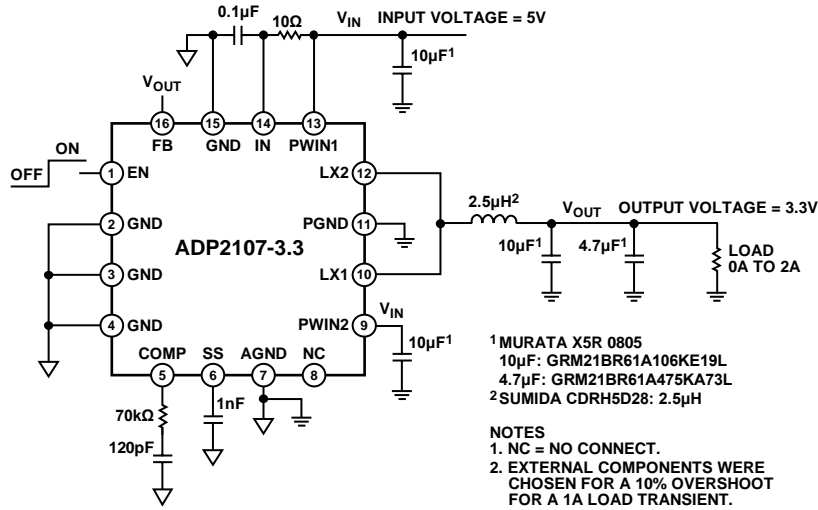 0.1µF
10Ω
VIN
INPUT VOLTAGE = 5V
10µF1
VOUT
16
15
14
13
FB
GND
IN
PWIN1
OFF
ON
1
EN
LX2
12
2
GND
PGND
11
ADP2107-3.3
3
GND
LX1
10
4
GND
PWIN2
9
VIN
10µF1
COMP
SS
AGND
NC
5
6
7
8
70kΩ
1nF
120pF
2.5µH2
VOUT
OUTPUT VOLTAGE = 3.3V
10µF1
4.7µF1
LOAD
0A TO 2A
1 MURATA X5R 0805
10µF: GRM21BR61A106KE19L
4.7µF: GRM21BR61A475KA73L
2 SUMIDA CDRH5D28: 2.5µH
NOTES
1. NC = NO CONNECT.
2. EXTERNAL COMPONENTS WERE
CHOSEN FOR A 10% OVERSHOOT
FOR A 1A LOAD TRANSIENT.